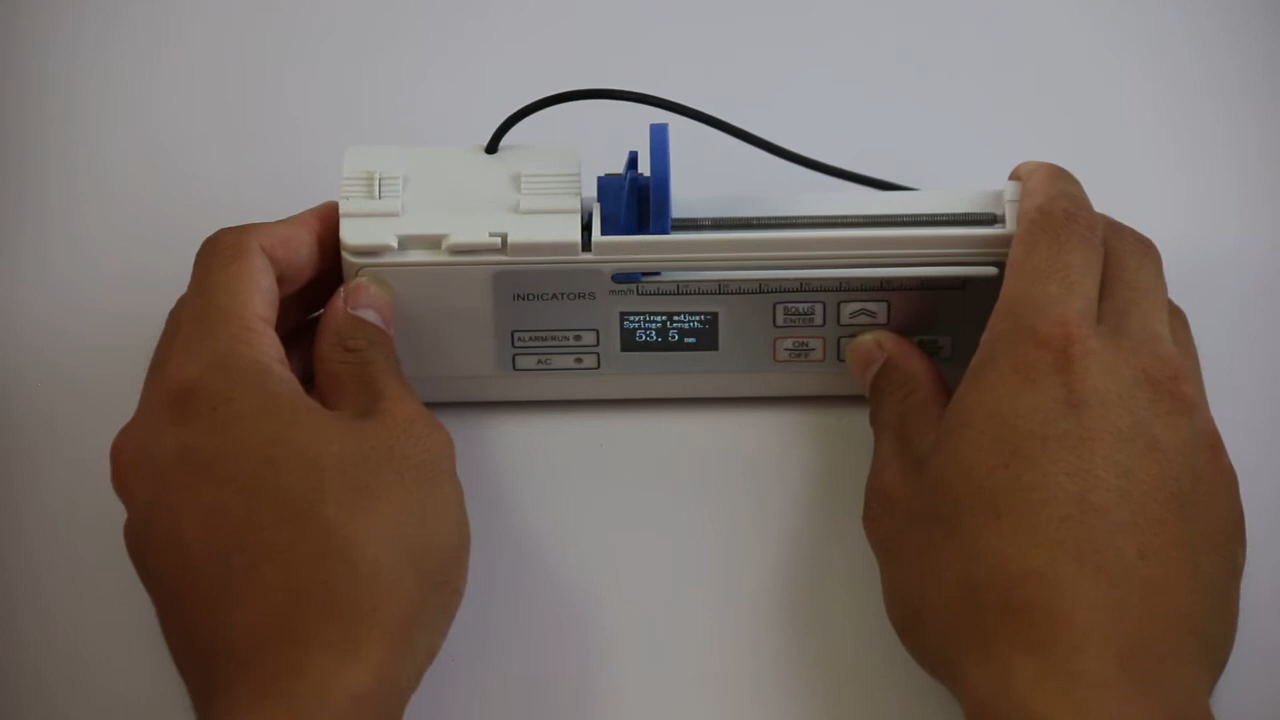 INDICATORS
mm/h
ALARM/RUN
AC
-syringe adjust-
Syringe Length..
53.5 mm
BOLUS
ENTER
ON
OFF